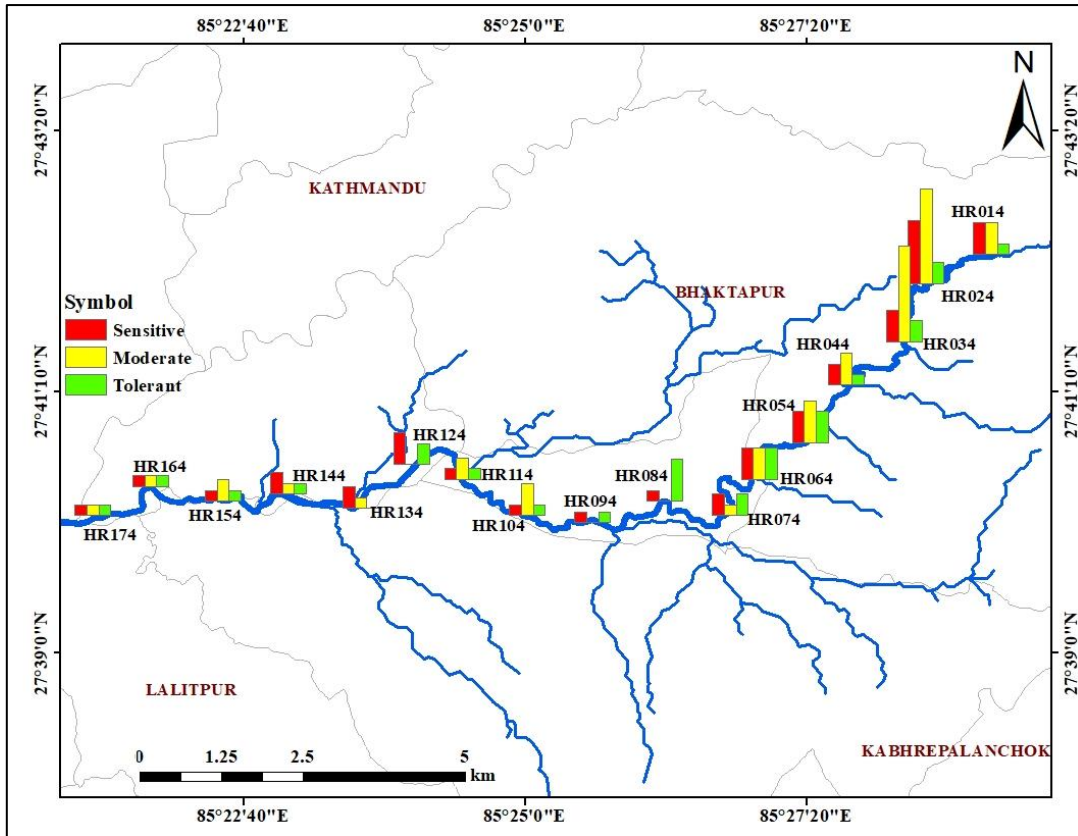 85°22'40"E 85°25'0"E 85°27'20"E
N
27°43'20"N 27°43'20"N
KATHMANDU
HR014
BHAKTAPUR
HR024
Symbol
Sensitive
Moderate
Tolerant
HR034
HR044
27°41'10"N 27°41'10"N
HR054
HR124
HR164 HR144 HR114 HR084 HR064
HR154 HR134 HR104 HR094 HR074
HR174
27°39'0"N 27°39'0"N
LALITPUR
KABHREPALANCHOK
0 1.25 2.5 5
km
85°22'40"E 85°25'0"E 85°27'20"E